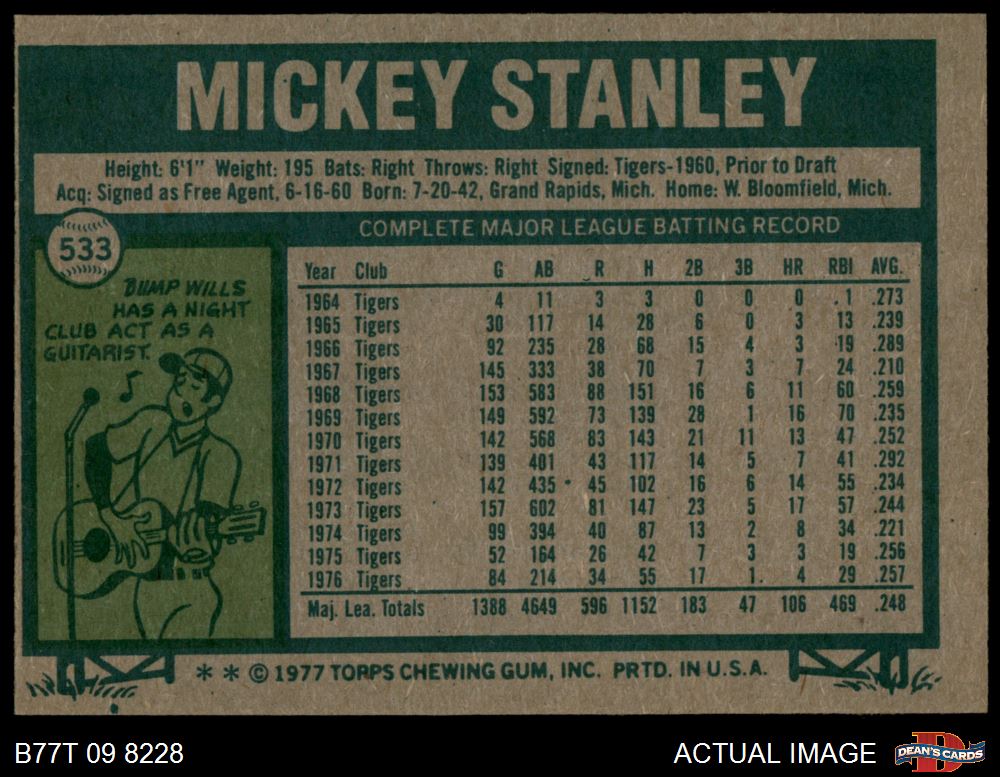 MICKEY STANLEY
Height: 6'1" Weight: 195 Bats: Right Throws: Right Signed: Tigers-1960, Prior to Draft
Acq: Signed as Free Agent, 6-16-60 Born: 7-20-42, Grand Rapids, Mich. Home: W. Bloomfield, Mich.
533
COMPLETE MAJOR LEAGUE BATTING RECORD
BUMP WILLS
HAS A NIGHT
CLUB ACT AS A
GUITARIST.
Year Club G AB R H 2B 3B HR RBI AVG.
1964 Tigers 4 11 3 3 0 0 0 1 .273
1965 Tigers 30 117 14 28 6 0 3 13 .239
1966 Tigers 92 235 28 68 15 4 3 19 .289
1967 Tigers 145 333 38 70 7 3 7 24 .210
1968 Tigers 153 583 88 151 16 6 11 60 .259
1969 Tigers 149 592 73 139 28 1 16 70 .235
1970 Tigers 142 568 83 143 21 11 13 47 .252
1971 Tigers 139 401 43 117 14 5 7 41 .292
1972 Tigers 142 435 45 102 16 6 14 55 .234
1973 Tigers 157 602 81 147 23 5 17 57 .244
1974 Tigers 99 394 40 87 13 2 8 34 .221
1975 Tigers 52 164 26 42 7 3 3 19 .256
1976 Tigers 84 214 34 55 17 1 4 29 .257
Maj. Lea. Totals 1388 4649 596 1152 183 47 106 469 .248
* * © 1977 TOPPS CHEWING GUM, INC. PRTD. IN U.S.A.
B77T 09 8228
ACTUAL IMAGE
DEAN'S CARDS